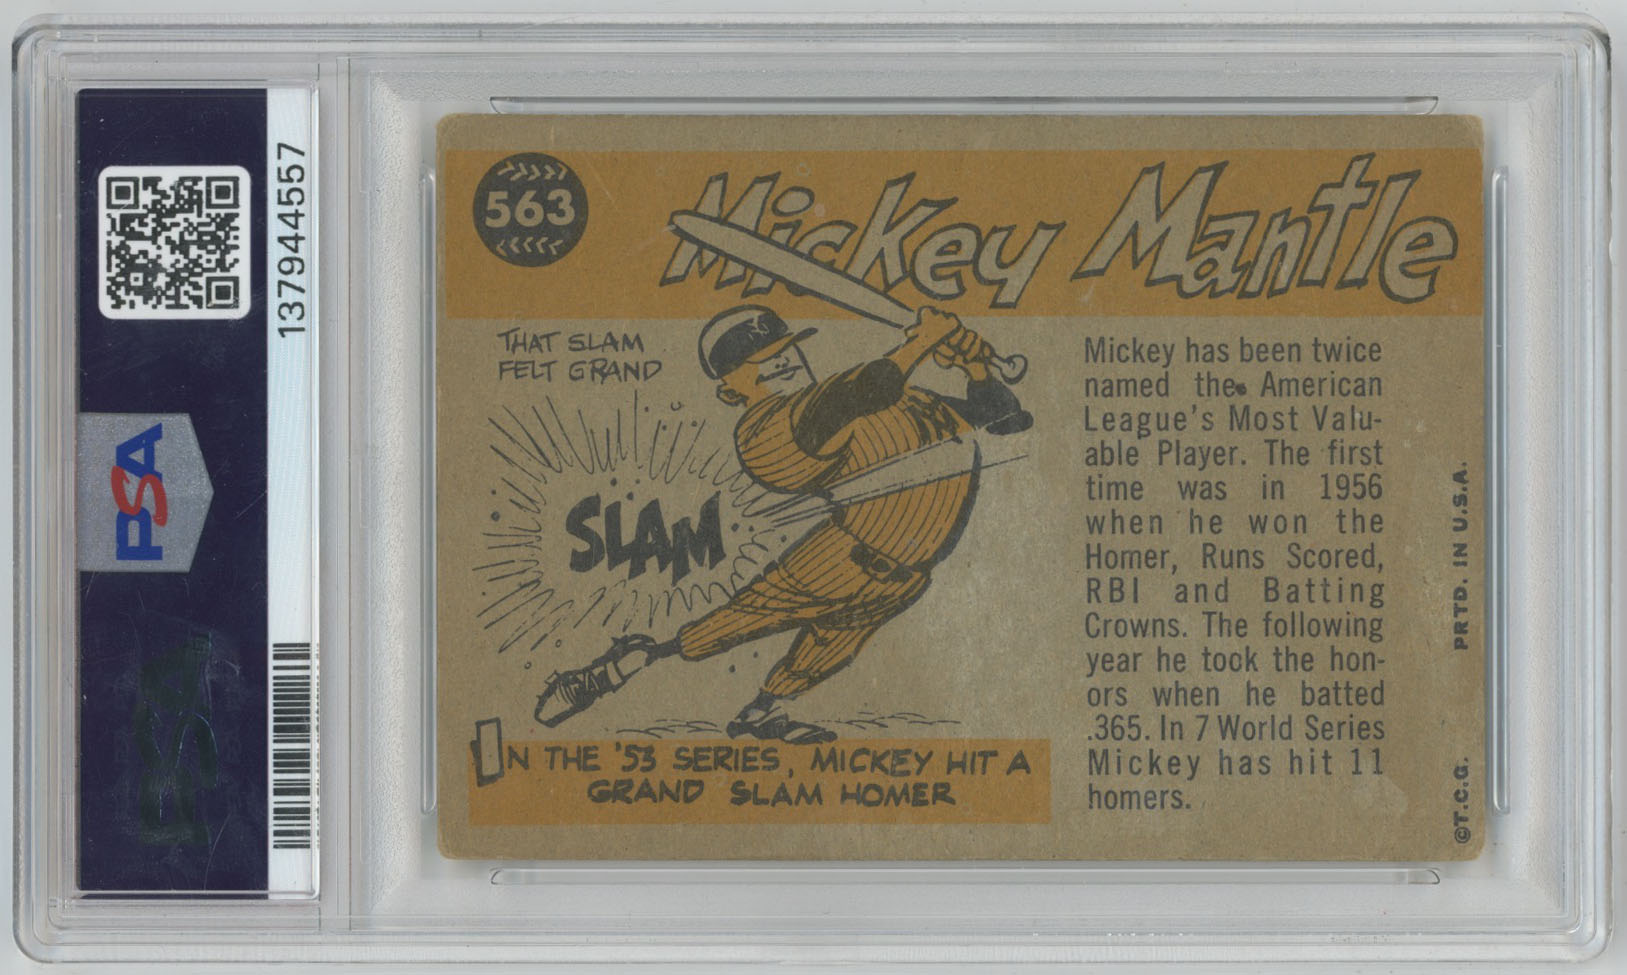 137944557
PSA
563
Mickey Mantle
THAT SLAM
FELT GRAND
SLAM
IN THE '53 SERIES, MICKEY HIT A
GRAND SLAM HOMER
Mickey has been twice
named the American
League's Most Valu-
able Player. The first
time was in 1956
when he won the
Homer, Runs Scored,
RBI and Batting
Crowns. The following
year he took the hon-
ors when he batted
.365. In 7 World Series
Mickey has hit 11
homers.
©T.C.G. PRTD. IN U.S.A.